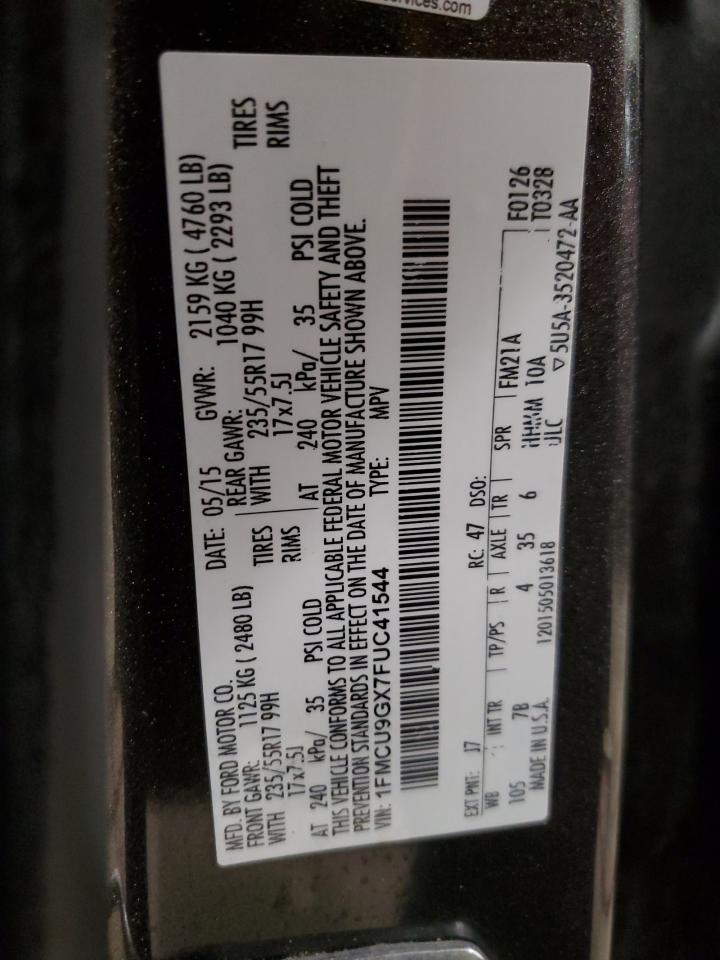 services.com
MFD. BY FORD MOTOR CO.
DATE: 05/15 GVWR: 2159 KG ( 4760 LB)
FRONT GAWR: 1125 KG ( 2480 LB)
REAR GAWR: 1040 KG ( 2293 LB)
WITH 235/55R17 99H TIRES
WITH 235/55R17 99H TIRES
17x7.5J RIMS
17x7.5J RIMS
AT 240 kPa/ 35 PSI COLD
AT 240 kPa/ 35 PSI COLD
THIS VEHICLE CONFORMS TO ALL APPLICABLE FEDERAL MOTOR VEHICLE SAFETY AND THEFT
PREVENTION STANDARDS IN EFFECT ON THE DATE OF MANUFACTURE SHOWN ABOVE.
VIN: 1FMCU9GX7FUC41544 TYPE: MPV
EXT PNT: J7 RC: 47 DSO:
WB INT TR TP/PS R AXLE TR SPR FM21A F0126
105 7B 4 35 6 10A T0328
MADE IN U.S.A. 1201505013618 JLC ▽5U5A-3520472-AA